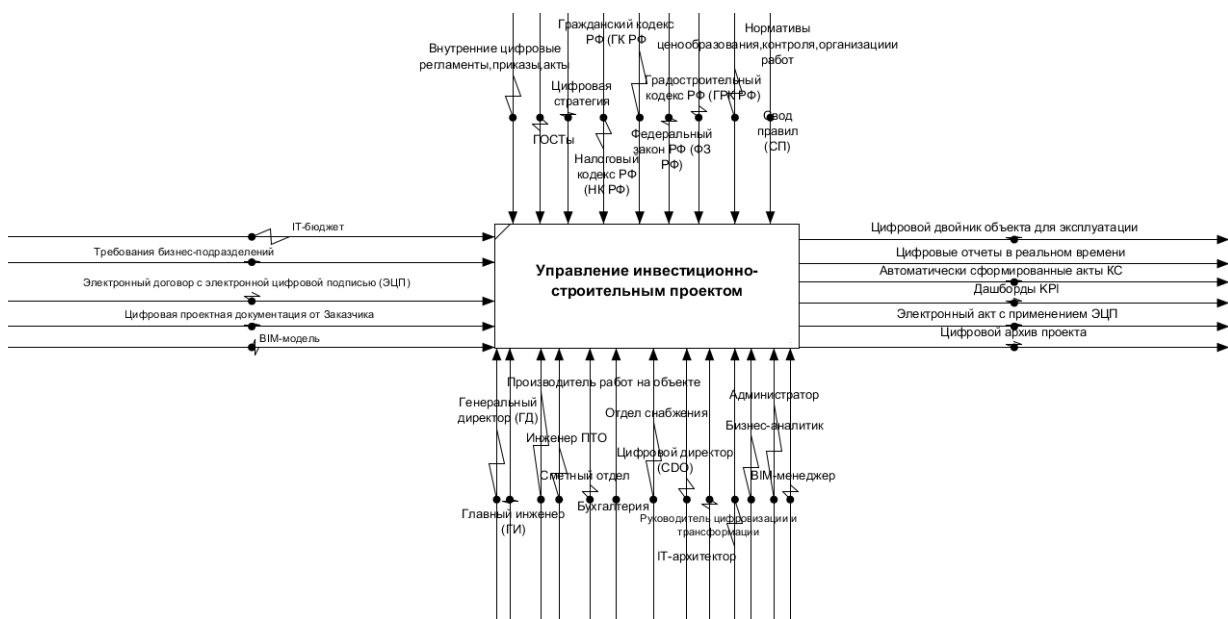 Гражданский кодекс
РФ (ГК РФ
Нормативы
ценообразования,контроля,организациии
работ
Внутренние цифровые
регламенты,приказы,акты
Цифровая
стратегия
Градостроительный
кодекс РФ (ГРК РФ)
Свод
правил
(СП)
ГОСТы
Федеральный
закон РФ (ФЗ
РФ)
Налоговый
кодекс РФ
(НК РФ)
IT-бюджет
Требования бизнес-подразделений
Электронный договор с электронной цифровой подписью (ЭЦП)
Цифровая проектная документация от Заказчика
BIM-модель
Управление инвестиционно-
строительным проектом
Цифровой двойник объекта для эксплуатации
Цифровые отчеты в реальном времени
Автоматически сформированные акты КС
Дашборды KPI
Электронный акт с применением ЭЦП
Цифровой архив проекта
Производитель работ на объекте
Генеральный
директор (ГД)
Администратор
Отдел снабжения
Бизнес-аналитик
Инженер ПТО
Цифровой директор
(CDO)
Сметный отдел
BIM-менеджер
Бухгалтерия
Главный инженер
(ГИ)
Руководитель цифровизации и
трансформации
IT-архитектор